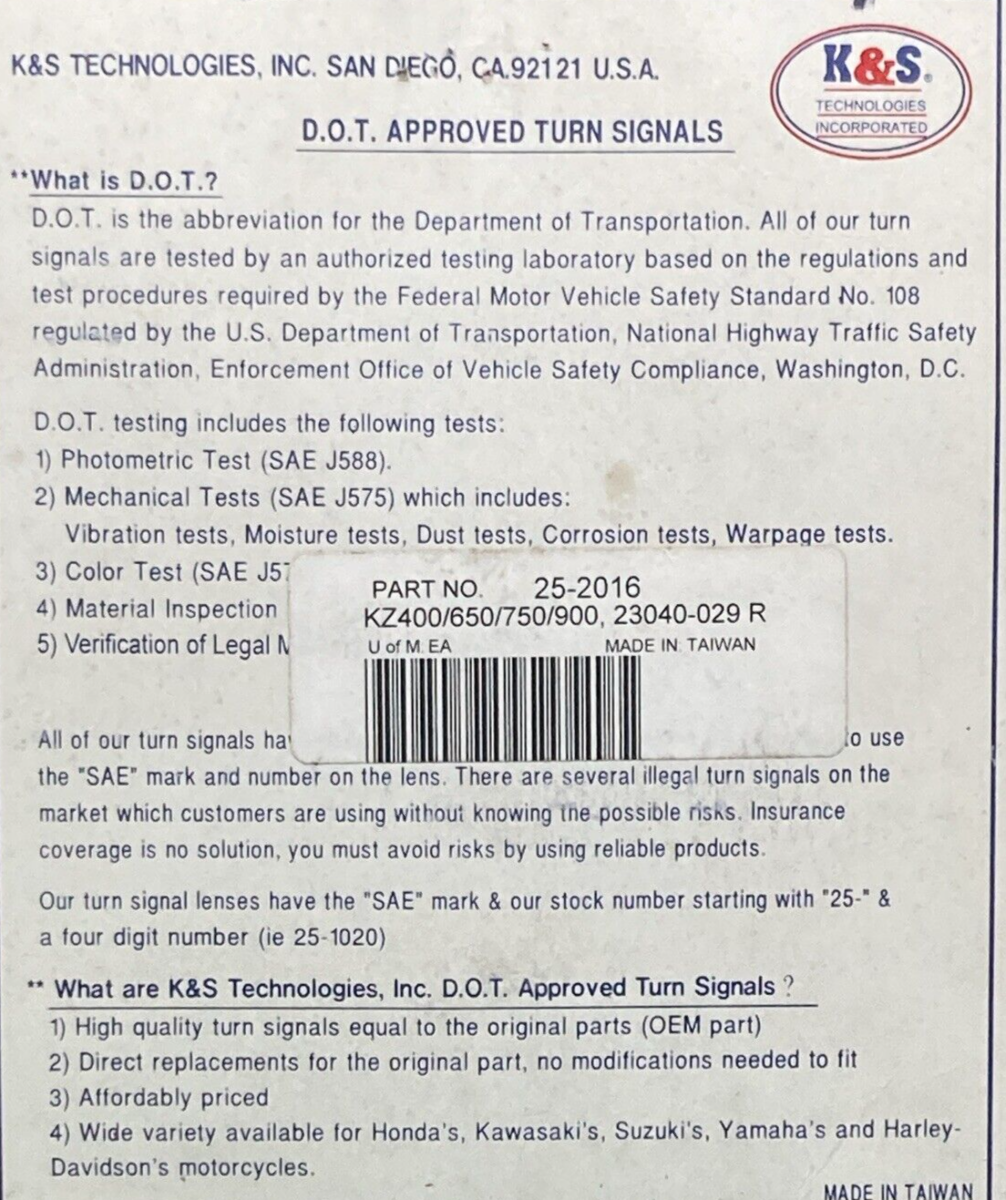 K&S TECHNOLOGIES, INC. SAN DIEGO, CA.92121 U.S.A.
K&S®
TECHNOLOGIES
INCORPORATED
D.O.T. APPROVED TURN SIGNALS
**What is D.O.T.?
D.O.T. is the abbreviation for the Department of Transportation. All of our turn
signals are tested by an authorized testing laboratory based on the regulations and
test procedures required by the Federal Motor Vehicle Safety Standard No. 108
regulated by the U.S. Department of Transportation, National Highway Traffic Safety
Administration, Enforcement Office of Vehicle Safety Compliance, Washington, D.C.
D.O.T. testing includes the following tests:
1) Photometric Test (SAE J588).
2) Mechanical Tests (SAE J575) which includes:
Vibration tests, Moisture tests, Dust tests, Corrosion tests, Warpage tests.
3) Color Test (SAE
4) Material Inspection
5) Verification of Legal
PART NO. 25-2016
KZ400/650/750/900, 23040-029 R
U of M. EA MADE IN: TAIWAN
All of our turn signals use
the "SAE" mark and number on the lens. There are several illegal turn signals on the
market which customers are using without knowing the possible risks. Insurance
coverage is no solution, you must avoid risks by using reliable products.
Our turn signal lenses have the "SAE" mark & our stock number starting with "25-" &
a four digit number (ie 25-1020)
** What are K&S Technologies, Inc. D.O.T. Approved Turn Signals ?
1) High quality turn signals equal to the original parts (OEM part)
2) Direct replacements for the original part, no modifications needed to fit
3) Affordably priced
4) Wide variety available for Honda's, Kawasaki's, Suzuki's, Yamaha's and Harley-
Davidson's motorcycles.
MADE IN TAIWAN